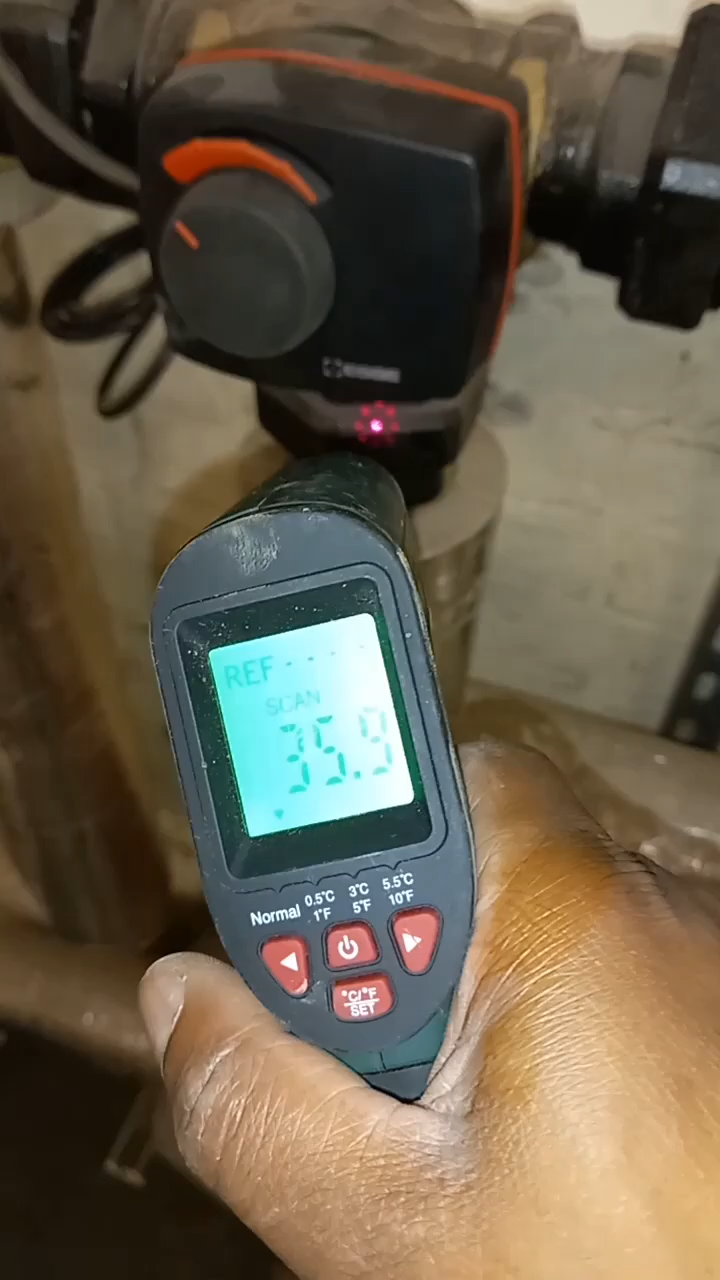 REF - - - -
SCAN
35.9
Normal 0.5°C 3°C 5.5°C
1°F 5°F 10°F
°C/°F
SET